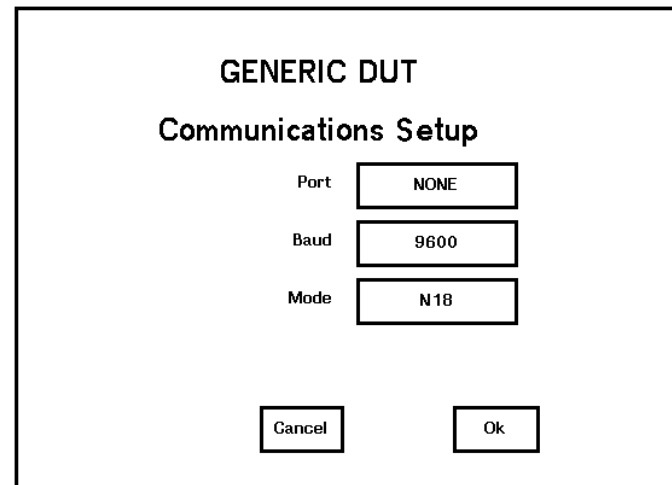 GENERIC DUT
Communications Setup
Port NONE
Baud 9600
Mode N18
Cancel Ok